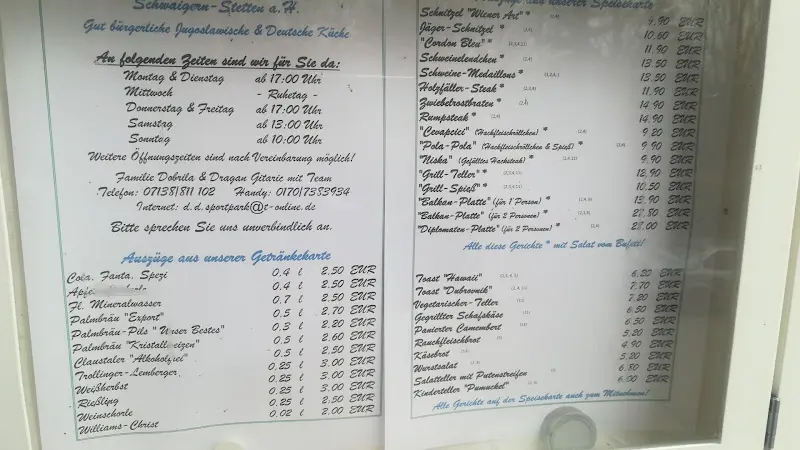 Schwaigern-Stetten a.H.
Gut bürgerliche Jugoslawische & Deutsche Küche
An folgenden Zeiten sind wir für Sie da:
Montag & Dienstag ab 17:00 Uhr
Mittwoch - Ruhetag -
Donnerstag & Freitag ab 17:00 Uhr
Samstag ab 13:00 Uhr
Sonntag ab 10:00 Uhr
Weitere Öffnungszeiten sind nach Vereinbarung möglich!
Familie Dobrila & Dragan Gitaric mit Team
Telefon: 07138/811 102 Handy: 0170/7383934
Internet: d.d.sportpark@t-online.de
Bitte sprechen Sie uns unverbindlich an.
Auszüge aus unserer Getränkekarte
Cola, Fanta, Spezi 0,4 l 2,50 EUR
0,4 l 2,50 EUR
Fl. Mineralwasser 0,7 l 2,50 EUR
Palmbräu "Export" 0,5 l 2,70 EUR
Palmbräu-Pils "Unser Bestes" 0,3 l 2,20 EUR
Palmbräu "Kristallweizen" 0,5 l 2,60 EUR
Claustaler "Alkoholfrei" 0,5 l 2,50 EUR
Trollinger-Lemberger 0,25 l 3,00 EUR
Weißherbst 0,25 l 3,00 EUR
Rießling 0,25 l 3,00 EUR
Weinschorle 0,25 l 2,50 EUR
Williams-Christ 0,02 l 2,00 EUR
aus unserer Speisekarte
Schnitzel "Wiener Art" * 9,90 EUR
Jäger-Schnitzel * 10,60 EUR
"Cordon Bleu" * 11,90 EUR
Schweinelendchen * 13,50 EUR
Schweine-Medaillons * 13,50 EUR
Holzfäller-Steak * 11,90 EUR
Zwiebelrostbraten * 14,90 EUR
Rumpsteak * 14,90 EUR
"Cevapcici" (Hackfleischröllchen) * 9,20 EUR
"Pola-Pola" (Hackfleischröllchen & Spieß) * 9,90 EUR
"Niska" (Gefülltes Hacksteak) * 9,90 EUR
"Grill-Teller" * 12,90 EUR
"Grill-Spieß" * 10,50 EUR
"Balkan-Platte" (für 1 Person) * 13,90 EUR
"Balkan-Platte" (für 2 Personen) * EUR
"Diplomaten-Platte" (für 2 Personen) * EUR
Alle diese Gerichte * mit Salat vom Bufett!
Toast "Hawaii" 6,20 EUR
Toast "Dubrovnik" 7,70 EUR
Vegetarischer-Teller 7,20 EUR
Gegrillter Schafskäse 6,50 EUR
Panierter Camembert 6,50 EUR
Rauchfleischbrot 5,20 EUR
Käsebrot 4,90 EUR
Wurstsalat 5,20 EUR
Salatteller mit Putenstreifen 6,80 EUR
Kinderteller "Pumuckel" 6,00 EUR
Alle Gerichte auf der Speisekarte auch zum Mitnehmen!